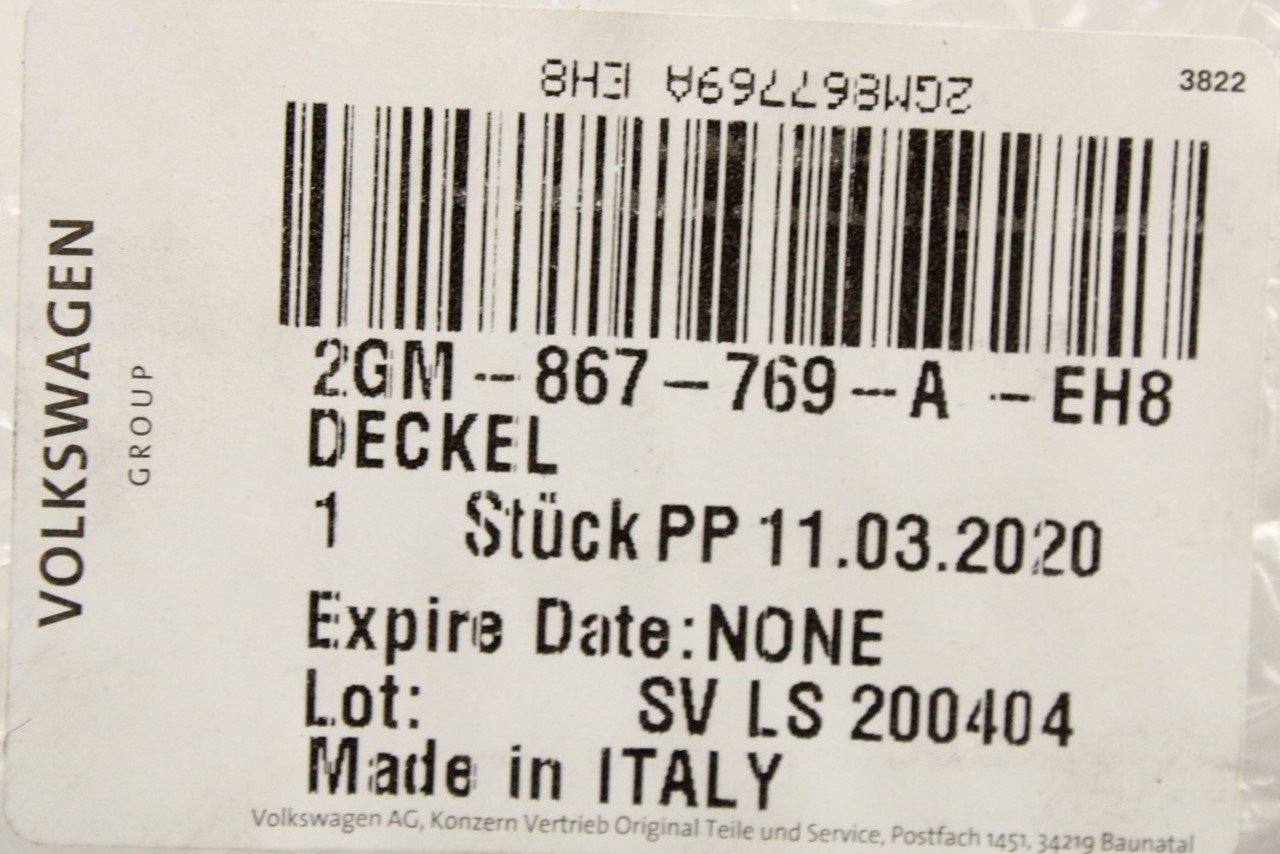 3822
2GM867769A EH8
2GM-867-769-A -EH8
DECKEL
1 Stück PP 11.03.2020
Expire Date:NONE
Lot: SV LS 200404
Made in ITALY
Volkswagen AG, Konzern Vertrieb Original Teile und Service, Postfach 1451, 34219 Baunatal
VOLKSWAGEN
GROUP